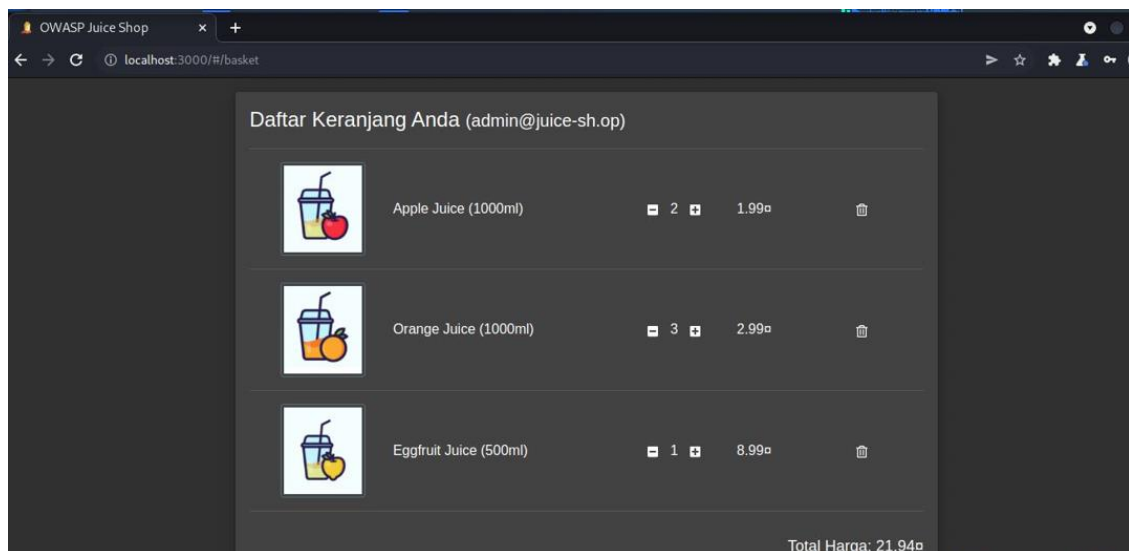 OWASP Juice Shop
localhost:3000/#/basket
Daftar Keranjang Anda (admin@juice-sh.op)
Apple Juice (1000ml) 2 1.99¤
Orange Juice (1000ml) 3 2.99¤
Eggfruit Juice (500ml) 1 8.99¤
Total Harga: 21.94¤